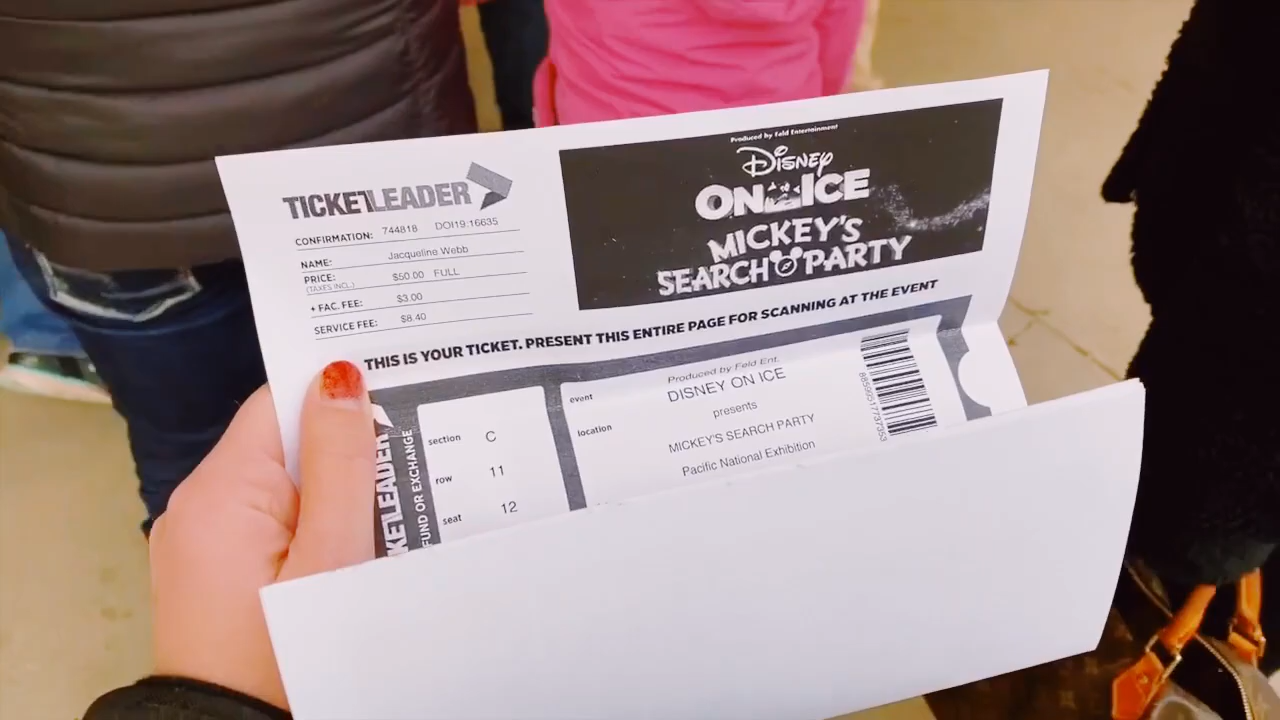 TICKETLEADER
CONFIRMATION: 744818 DOI19:16635
NAME: Jacqueline Webb
PRICE: $50.00 FULL
(TAXES INCL.)
+ FAC. FEE: $3.00
SERVICE FEE: $8.40
Produced by Feld Entertainment
Disney
ON ICE
MICKEY'S
SEARCH PARTY
THIS IS YOUR TICKET. PRESENT THIS ENTIRE PAGE FOR SCANNING AT THE EVENT
KETLEADER
FUND OR EXCHANGE
section C
row 11
seat 12
event
Produced by Feld Ent.
DISNEY ON ICE
presents
location
MICKEY'S SEARCH PARTY
Pacific National Exhibition